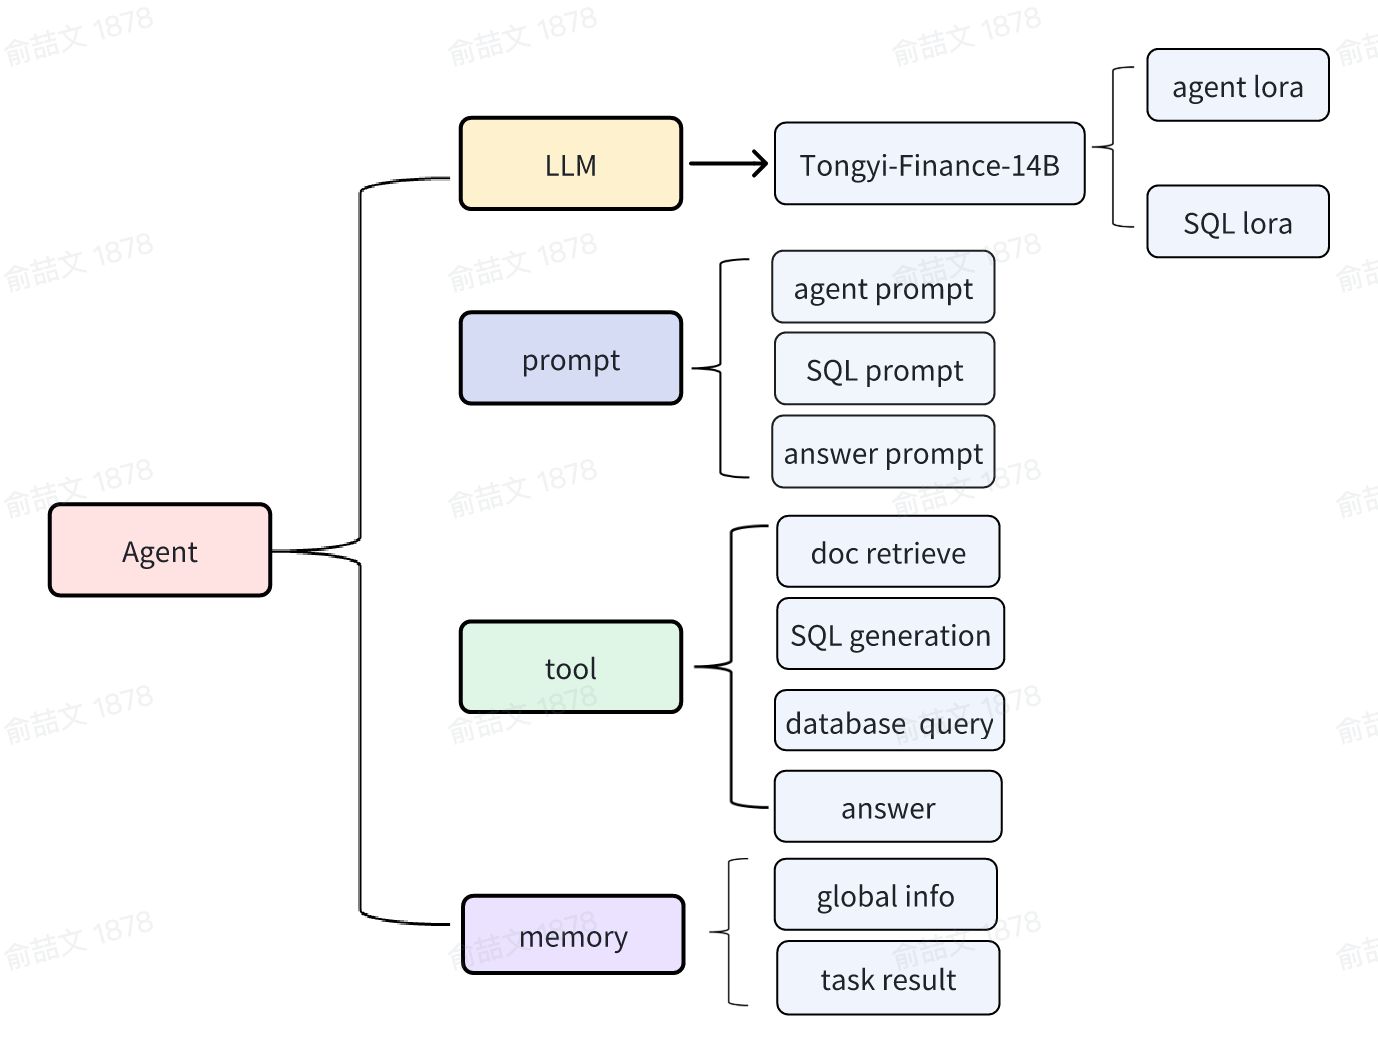 俞喆文 1878
agent lora
LLM
Tongyi-Finance-14B
SQL lora
agent prompt
prompt
SQL prompt
answer prompt
Agent
doc retrieve
SQL generation
tool
database query
answer
global info
memory
task result